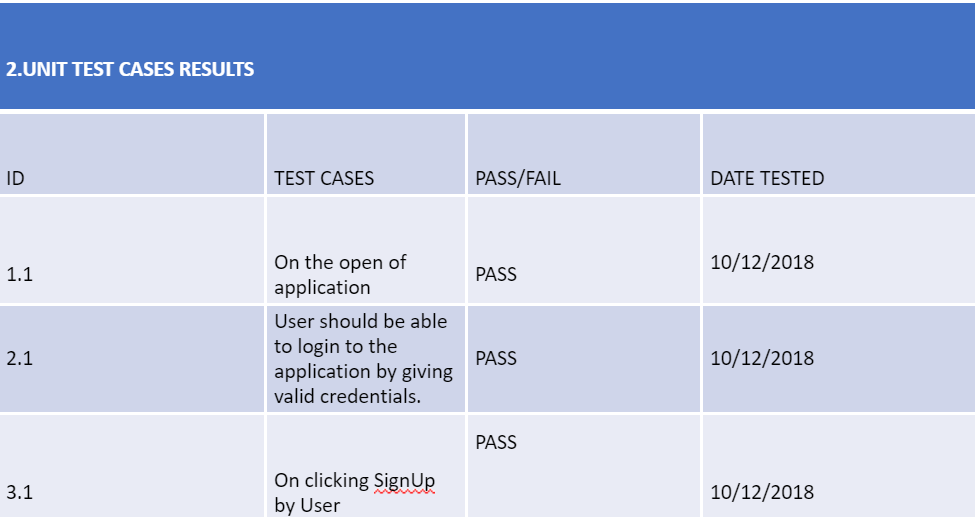 2.UNIT TEST CASES RESULTS
ID
TEST CASES
PASS/FAIL
DATE TESTED
1.1
On the open of
application
PASS
10/12/2018
2.1
User should be able
to login to the
application by giving
valid credentials.
PASS
10/12/2018
3.1
On clicking SignUp
by User
PASS
10/12/2018